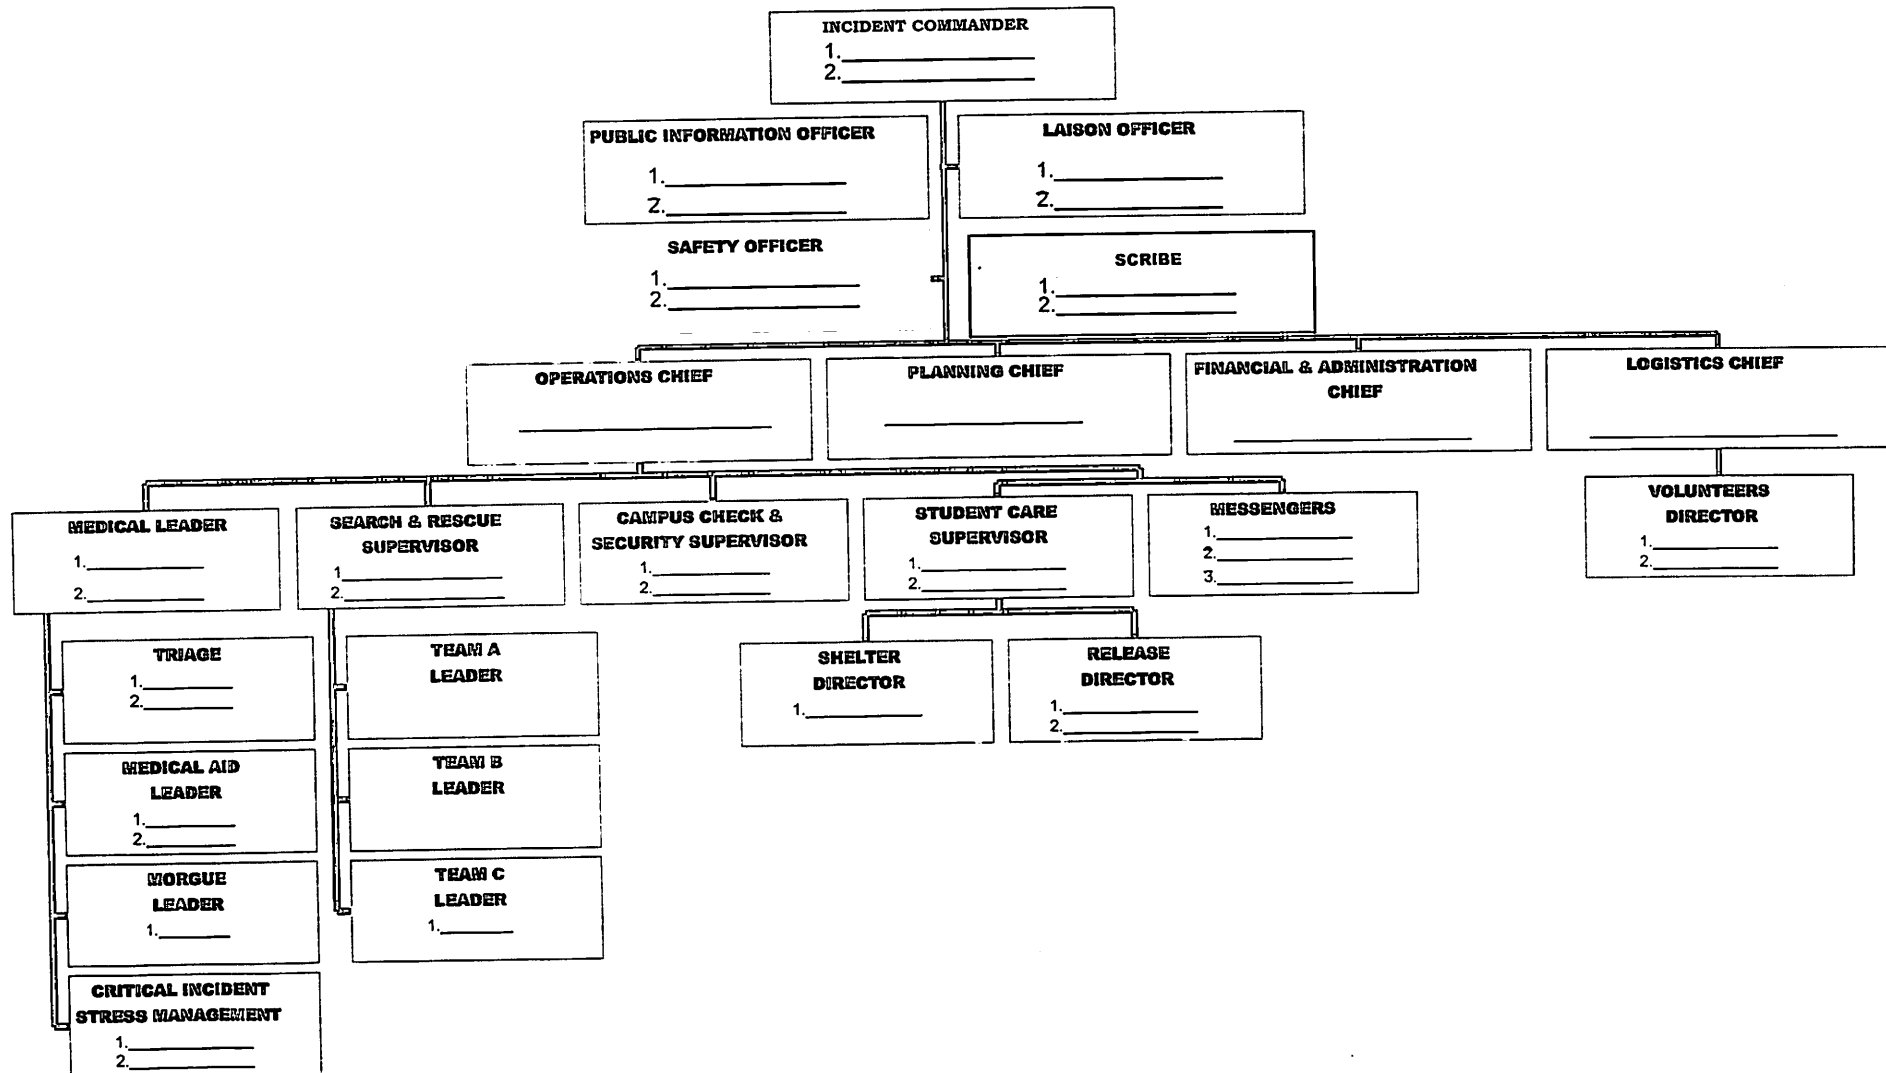 INCIDENT COMMANDER
1.
2.
PUBLIC INFORMATION OFFICER
1.
2.
LAISON OFFICER
1.
2.
SAFETY OFFICER
1.
2.
SCRIBE
1.
2.
OPERATIONS CHIEF
PLANNING CHIEF
FINANCIAL & ADMINISTRATION
CHIEF
LOGISTICS CHIEF
MEDICAL LEADER
1.
2.
SEARCH & RESCUE
SUPERVISOR
1
2.
CAMPUS CHECK &
SECURITY SUPERVISOR
1.
2.
STUDENT CARE
SUPERVISOR
1.
2.
MESSENGERS
1.
2.
3.
VOLUNTEERS
DIRECTOR
1.
2.
TRIAGE
1.
2.
TEAM A
LEADER
SHELTER
DIRECTOR
1.
RELEASE
DIRECTOR
1.
2.
MEDICAL AID
LEADER
1.
2.
TEAM B
LEADER
MORGUE
LEADER
1.
TEAM C
LEADER
1.
CRITICAL INCIDENT
STRESS MANAGEMENT
1.
2.